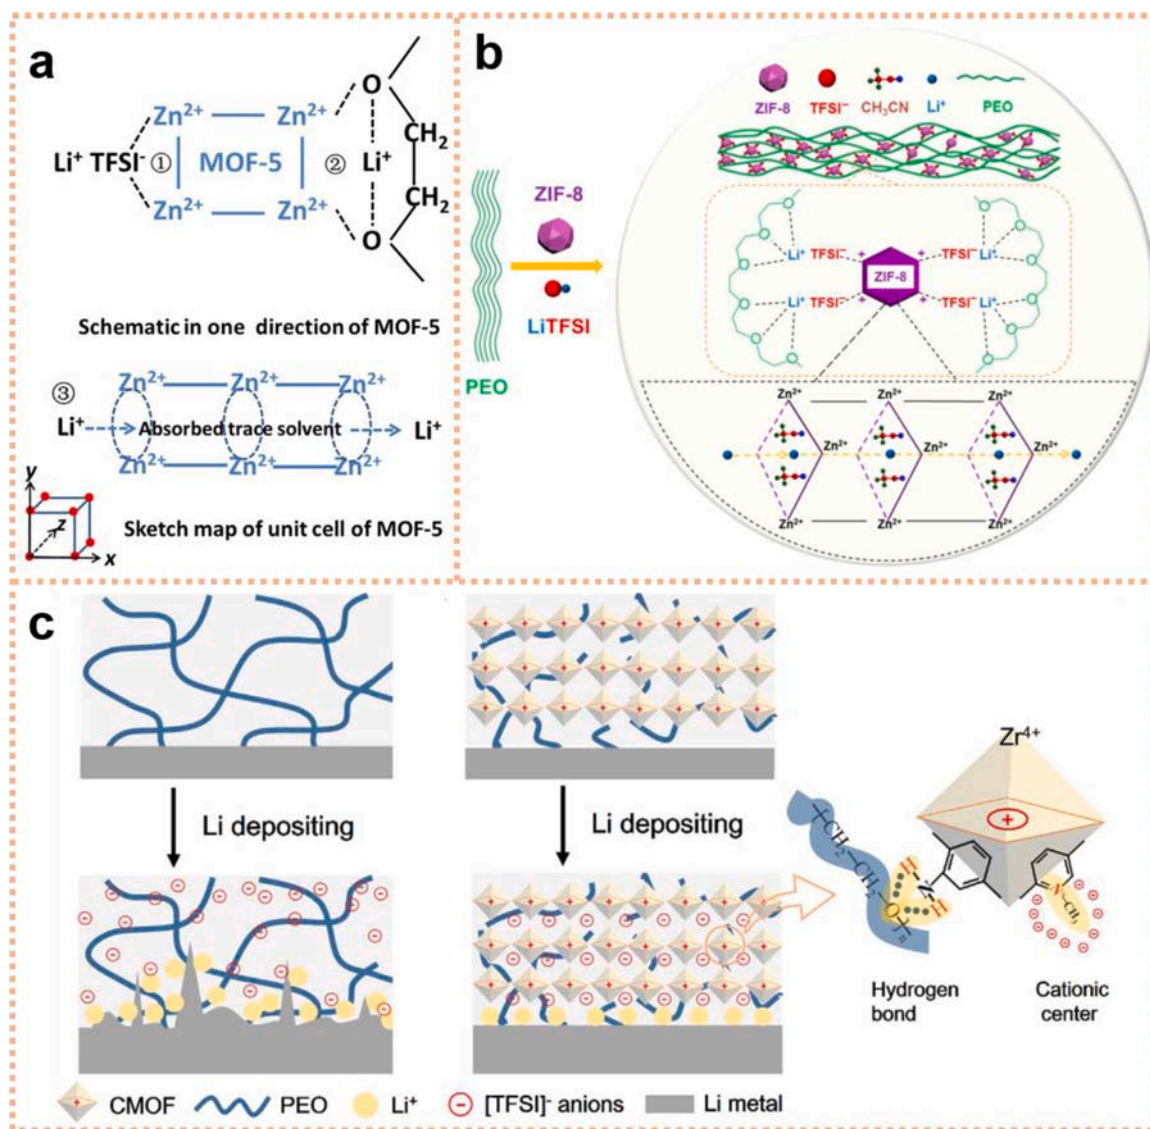 a
O
Zn²⁺ Zn²⁺
CH₂
Li⁺ TFSI⁻ ① MOF-5 ② Li⁺
CH₂
Zn²⁺ Zn²⁺
O
Schematic in one direction of MOF-5
③ Zn²⁺ Zn²⁺ Zn²⁺
Li⁺ Absorbed trace solvent Li⁺
Zn²⁺ Zn²⁺ Zn²⁺
y
z
x
Sketch map of unit cell of MOF-5
b
ZIF-8 TFSI⁻ CH₃CN Li⁺ PEO
ZIF-8
LiTFSI
PEO
O O
O O
O O
Li⁺ TFSI⁻ + + TFSI⁻ Li⁺
ZIF-8
Li⁺ TFSI⁻ + + TFSI⁻ Li⁺
O O
O O
O O
Zn²⁺ Zn²⁺ Zn²⁺
Zn²⁺ Zn²⁺ Zn²⁺
Zn²⁺ Zn²⁺ Zn²⁺
c
Li depositing
Li depositing
Zr⁴⁺
+
CH₂-CH₂-O
n
H
N
H
N⁺-CH₃
Hydrogen
bond
Cationic
center
CMOF PEO Li⁺ [TFSI]⁻ anions Li metal